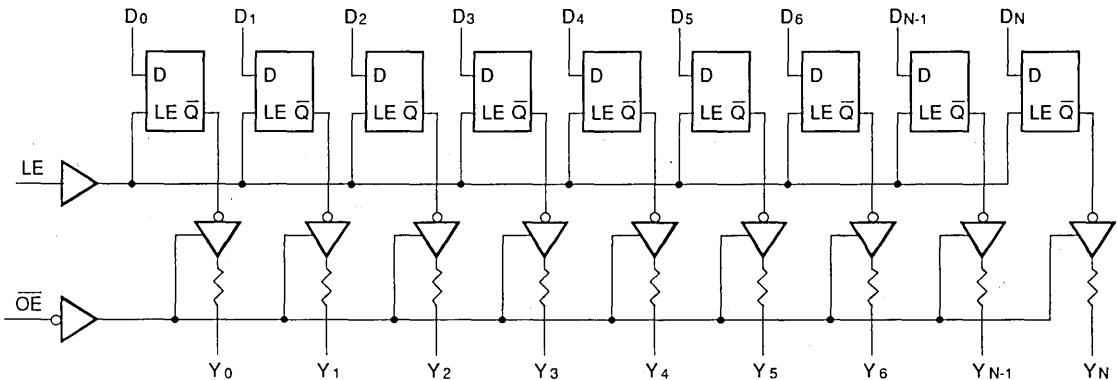 D0 D1 D2 D3 D4 D5 D6 DN-1 DN
D D D D D D D D D
LE Q̅ LE Q̅ LE Q̅ LE Q̅ LE Q̅ LE Q̅ LE Q̅ LE Q̅ LE Q̅
LE
O̅E̅
Y0 Y1 Y2 Y3 Y4 Y5 Y6 YN-1 YN